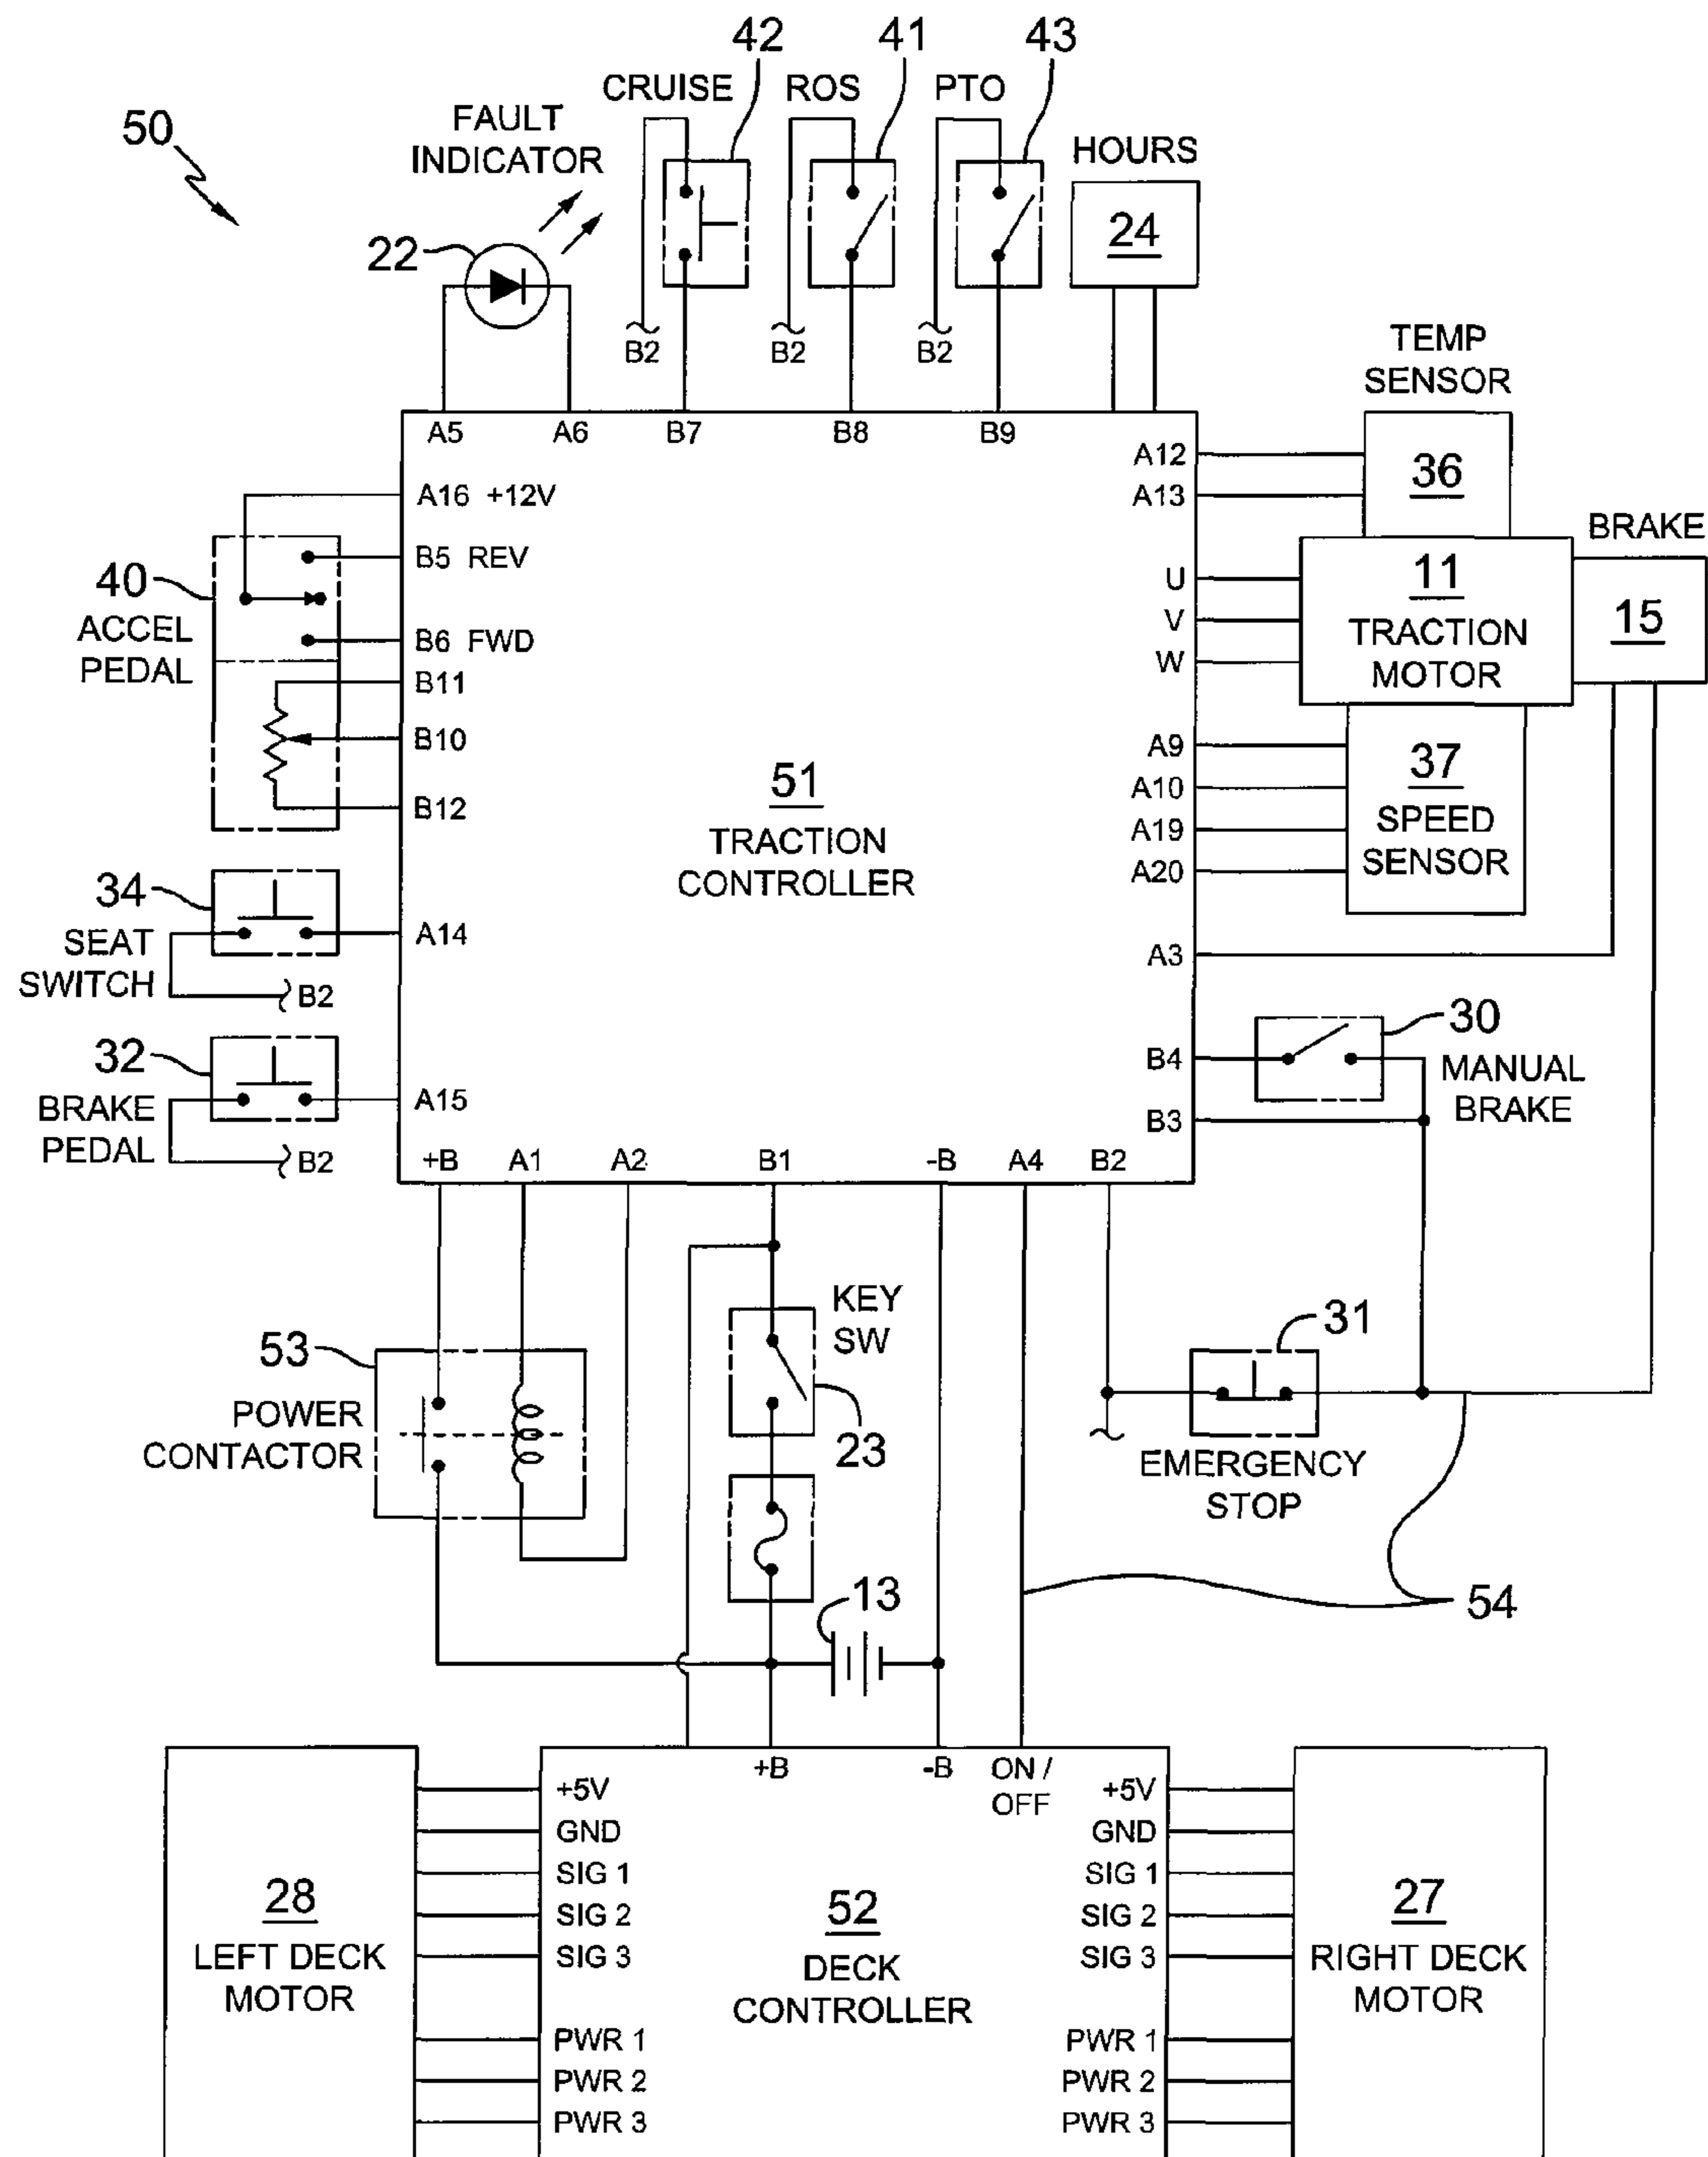 42
41
43
CRUISE
ROS
PTO
50
FAULT
INDICATOR
HOURS
24
22
B2
B2
B2
TEMP
SENSOR
A5
A6
B7
B8
B9
A12
A13
36
A16 +12V
BRAKE
B5 REV
40
ACCEL
PEDAL
B6 FWD
B11
B10
B12
U
V
W
11
TRACTION
MOTOR
15
51
TRACTION
CONTROLLER
A9
A10
A19
A20
37
SPEED
SENSOR
34
SEAT
SWITCH
A14
B2
A3
32
BRAKE
PEDAL
A15
B2
B4
B3
30
MANUAL
BRAKE
+B
A1
A2
B1
-B
A4
B2
KEY
SW
23
53
POWER
CONTACTOR
31
EMERGENCY
STOP
13
54
+B
-B
ON /
OFF
28
LEFT DECK
MOTOR
+5V
GND
SIG 1
SIG 2
SIG 3
PWR 1
PWR 2
PWR 3
52
DECK
CONTROLLER
+5V
GND
SIG 1
SIG 2
SIG 3
PWR 1
PWR 2
PWR 3
27
RIGHT DECK
MOTOR